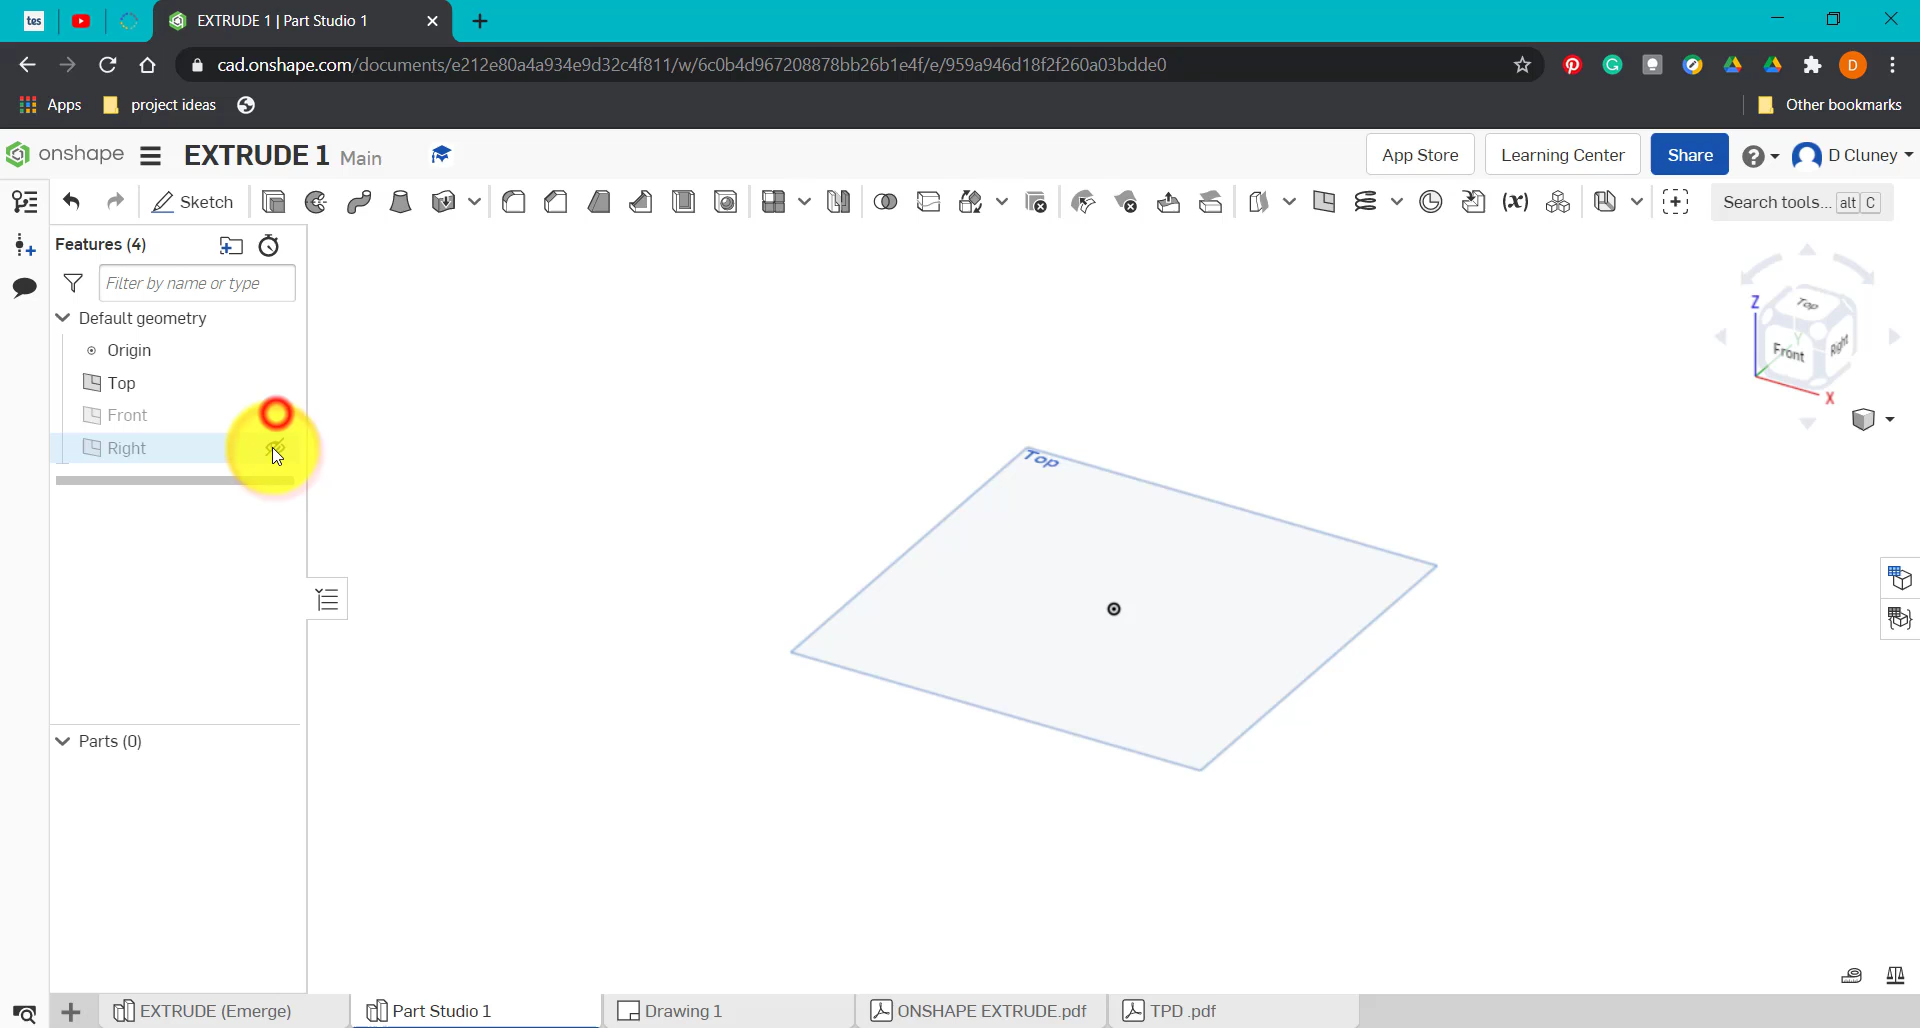 tes
EXTRUDE 1 | Part Studio 1
cad.onshape.com/documents/e212e80a4a934e9d32c4f811/w/6c0b4d967208878bb26b1e4f/e/959a946d18f2f260a03bdde0
D
Apps
project ideas
Other bookmarks
onshape
EXTRUDE 1 Main
App Store
Learning Center
Share
D Cluney
Sketch
(x)
Search tools... alt C
Features (4)
Filter by name or type
Default geometry
Origin
Top
Front
Right
Top
Z
Top
Y
Front
Right
X
Parts (0)
EXTRUDE (Emerge)
Part Studio 1
Drawing 1
ONSHAPE EXTRUDE.pdf
TPD .pdf